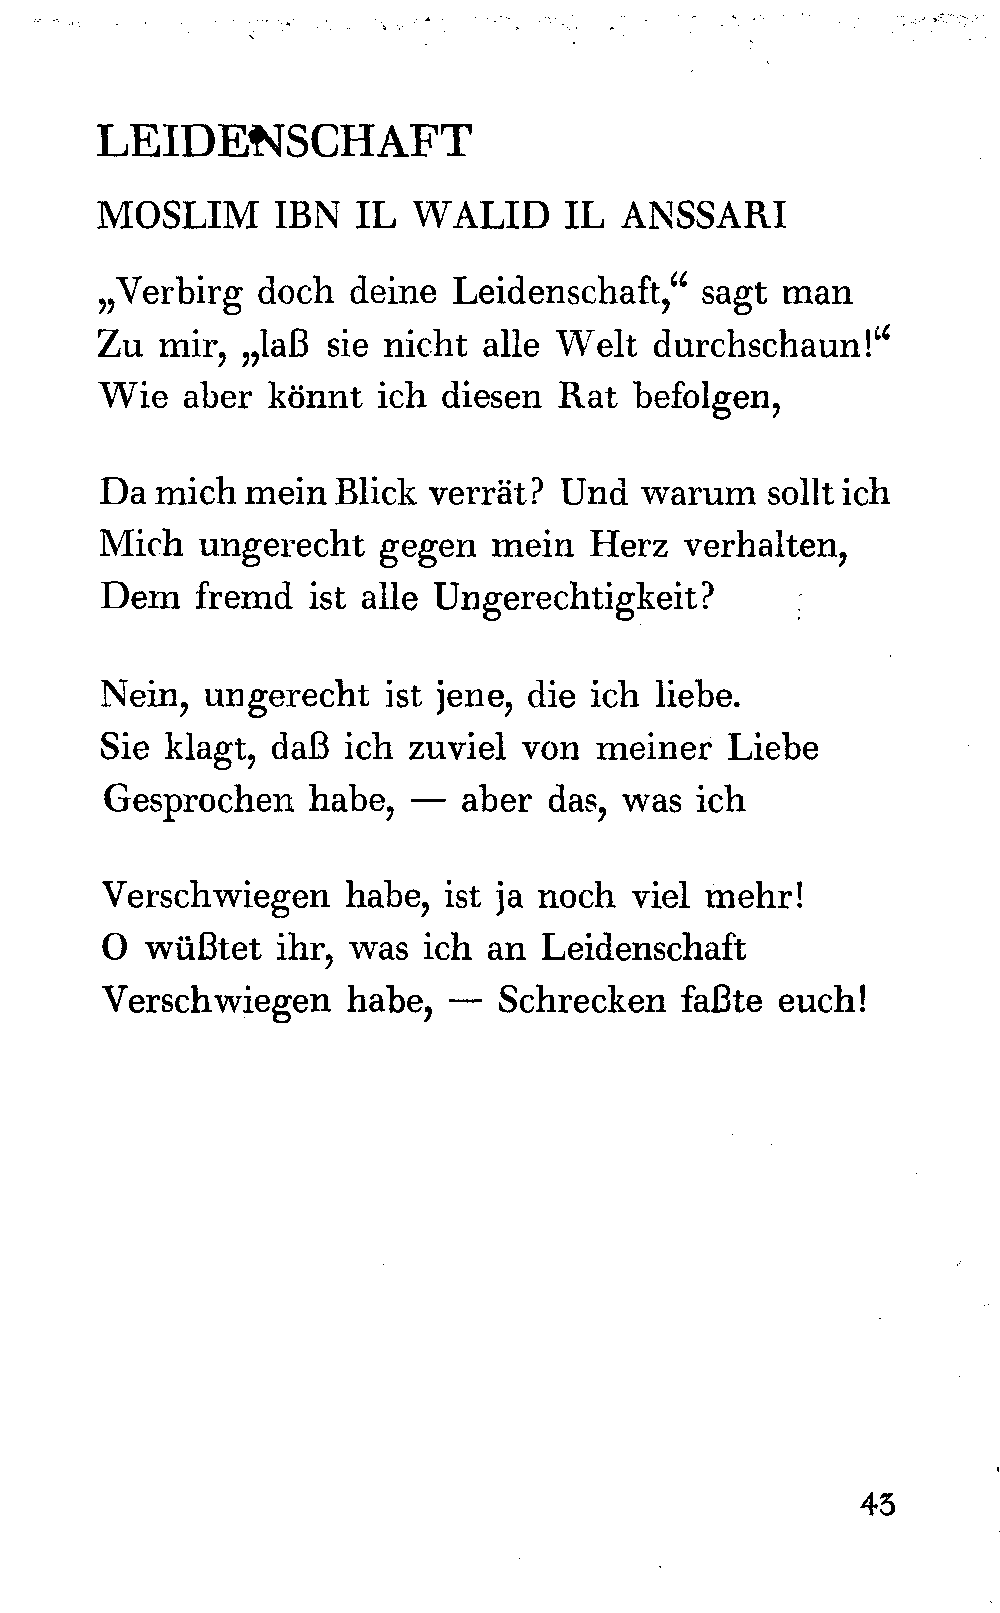 LEIDENSCHAFT
MOSLIM IBN IL WALID IL ANSSARI
„Verbirg doch deine Leidenschaft,“ sagt man
Zu mir, „laß sie nicht alle Welt durchschaun!“
Wie aber könnt ich diesen Rat befolgen,
Da mich mein Blick verrät? Und warum sollt ich
Mich ungerecht gegen mein Herz verhalten,
Dem fremd ist alle Ungerechtigkeit?
Nein, ungerecht ist jene, die ich liebe.
Sie klagt, daß ich zuviel von meiner Liebe
Gesprochen habe, — aber das, was ich
Verschwiegen habe, ist ja noch viel mehr!
O wüßtet ihr, was ich an Leidenschaft
Verschwiegen habe, — Schrecken faßte euch!
43